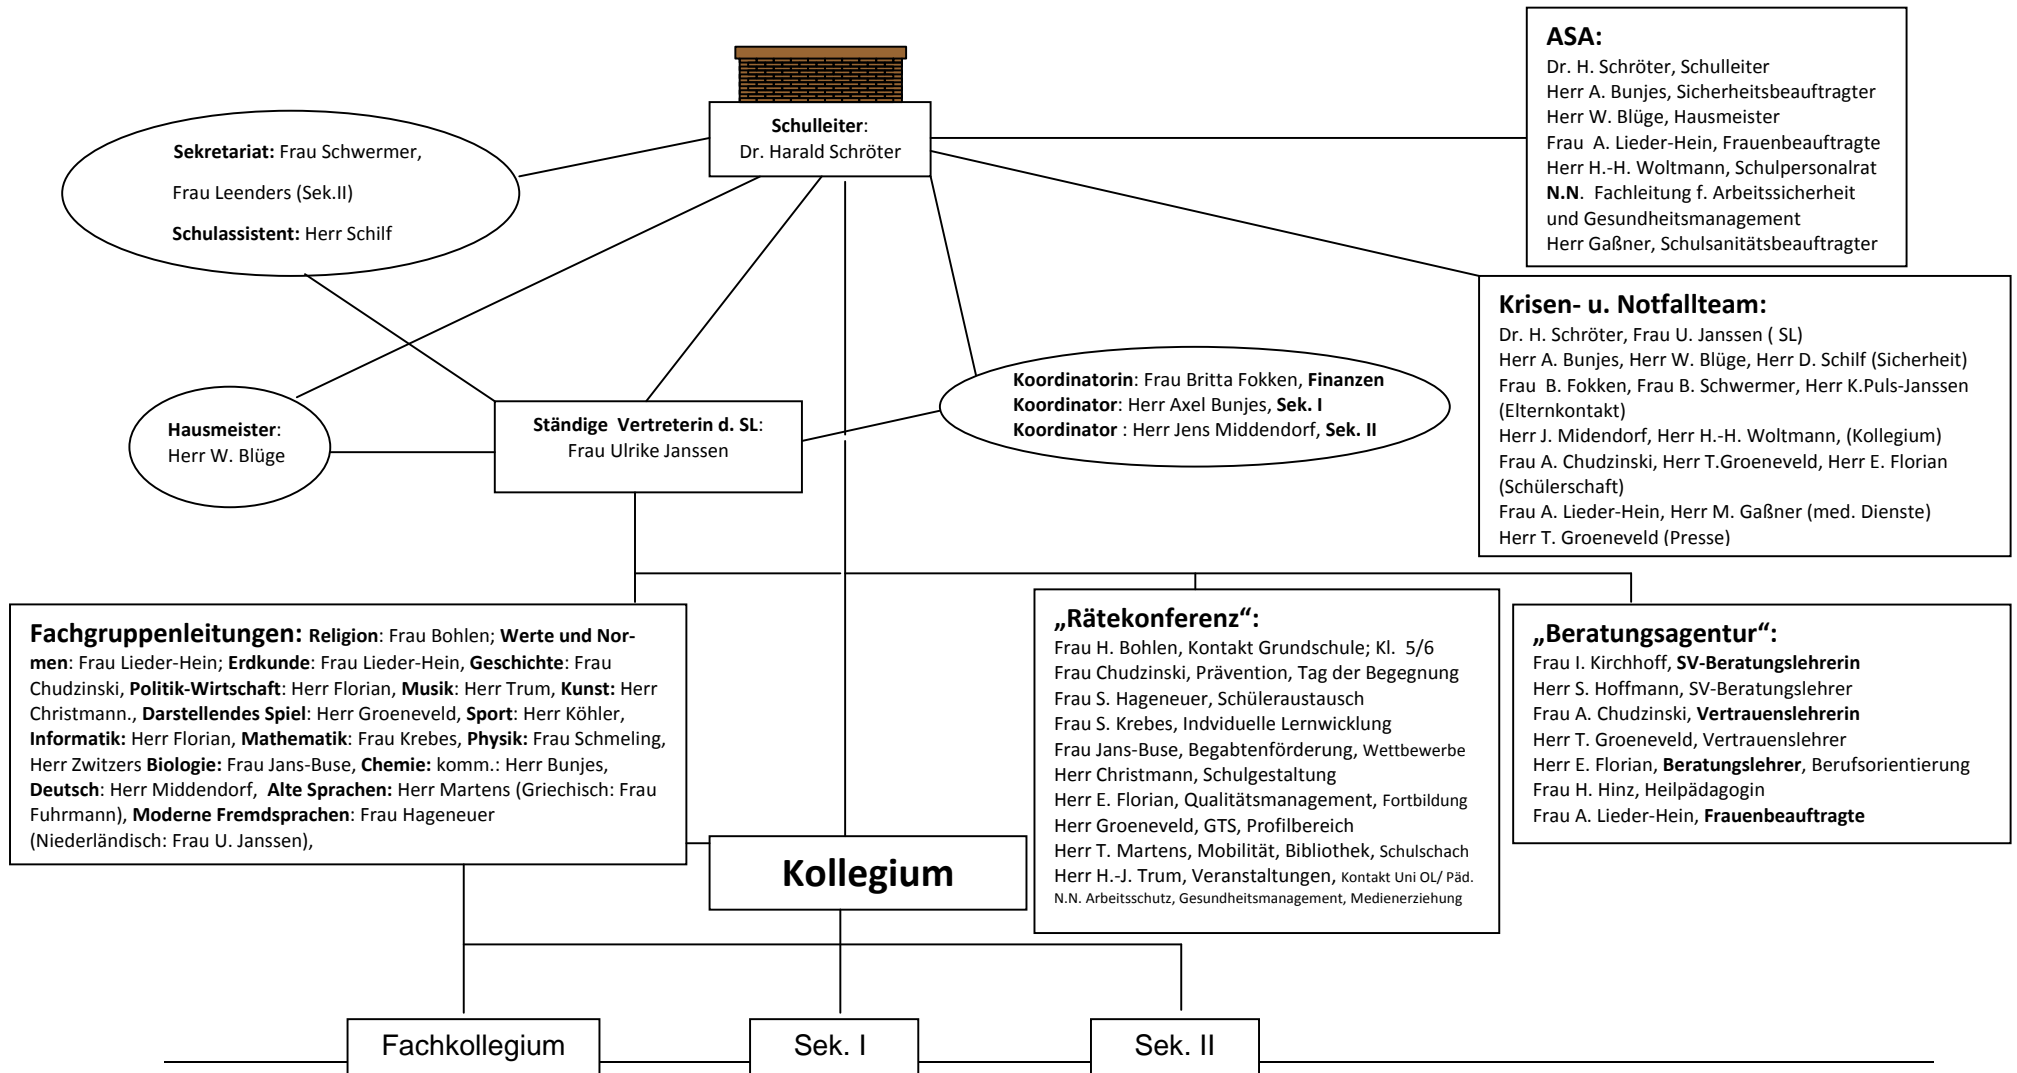 ASA:
Dr. H. Schröter, Schulleiter
Herr A. Bunjes, Sicherheitsbeauftragter
Herr W. Blüge, Hausmeister
Frau A. Lieder-Hein, Frauenbeauftragte
Herr H.-H. Woltmann, Schulpersonalrat
N.N. Fachleitung f. Arbeitssicherheit
und Gesundheitsmanagement
Herr Gaßner, Schulsanitätsbeauftragter
Schulleiter:
Dr. Harald Schröter
Sekretariat: Frau Schwermer,
Frau Leenders (Sek.II)
Schulassistent: Herr Schilf
Krisen- u. Notfallteam:
Dr. H. Schröter, Frau U. Janssen ( SL)
Herr A. Bunjes, Herr W. Blüge, Herr D. Schilf (Sicherheit)
Frau B. Fokken, Frau B. Schwermer, Herr K.Puls-Janssen
(Elternkontakt)
Herr J. Midendorf, Herr H.-H. Woltmann, (Kollegium)
Frau A. Chudzinski, Herr T.Groeneveld, Herr E. Florian
(Schülerschaft)
Frau A. Lieder-Hein, Herr M. Gaßner (med. Dienste)
Herr T. Groeneveld (Presse)
Koordinatorin: Frau Britta Fokken, Finanzen
Koordinator: Herr Axel Bunjes, Sek. I
Koordinator : Herr Jens Middendorf, Sek. II
Hausmeister:
Herr W. Blüge
Ständige Vertreterin d. SL:
Frau Ulrike Janssen
Fachgruppenleitungen: Religion: Frau Bohlen; Werte und Nor-
men: Frau Lieder-Hein; Erdkunde: Frau Lieder-Hein, Geschichte: Frau
Chudzinski, Politik-Wirtschaft: Herr Florian, Musik: Herr Trum, Kunst: Herr
Christmann., Darstellendes Spiel: Herr Groeneveld, Sport: Herr Köhler,
Informatik: Herr Florian, Mathematik: Frau Krebes, Physik: Frau Schmeling,
Herr Zwitzers Biologie: Frau Jans-Buse, Chemie: komm.: Herr Bunjes,
Deutsch: Herr Middendorf, Alte Sprachen: Herr Martens (Griechisch: Frau
Fuhrmann), Moderne Fremdsprachen: Frau Hageneuer
(Niederländisch: Frau U. Janssen),
„Rätekonferenz“:
Frau H. Bohlen, Kontakt Grundschule; Kl. 5/6
Frau Chudzinski, Prävention, Tag der Begegnung
Frau S. Hageneuer, Schüleraustausch
Frau S. Krebes, Indviduelle Lernwicklung
Frau Jans-Buse, Begabtenförderung, Wettbewerbe
Herr Christmann, Schulgestaltung
Herr E. Florian, Qualitätsmanagement, Fortbildung
Herr Groeneveld, GTS, Profilbereich
Herr T. Martens, Mobilität, Bibliothek, Schulschach
Herr H.-J. Trum, Veranstaltungen, Kontakt Uni OL/ Päd.
N.N. Arbeitsschutz, Gesundheitsmanagement, Medienerziehung
„Beratungsagentur“:
Frau I. Kirchhoff, SV-Beratungslehrerin
Herr S. Hoffmann, SV-Beratungslehrer
Frau A. Chudzinski, Vertrauenslehrerin
Herr T. Groeneveld, Vertrauenslehrer
Herr E. Florian, Beratungslehrer, Berufsorientierung
Frau H. Hinz, Heilpädagogin
Frau A. Lieder-Hein, Frauenbeauftragte
Kollegium
Fachkollegium
Sek. I
Sek. II